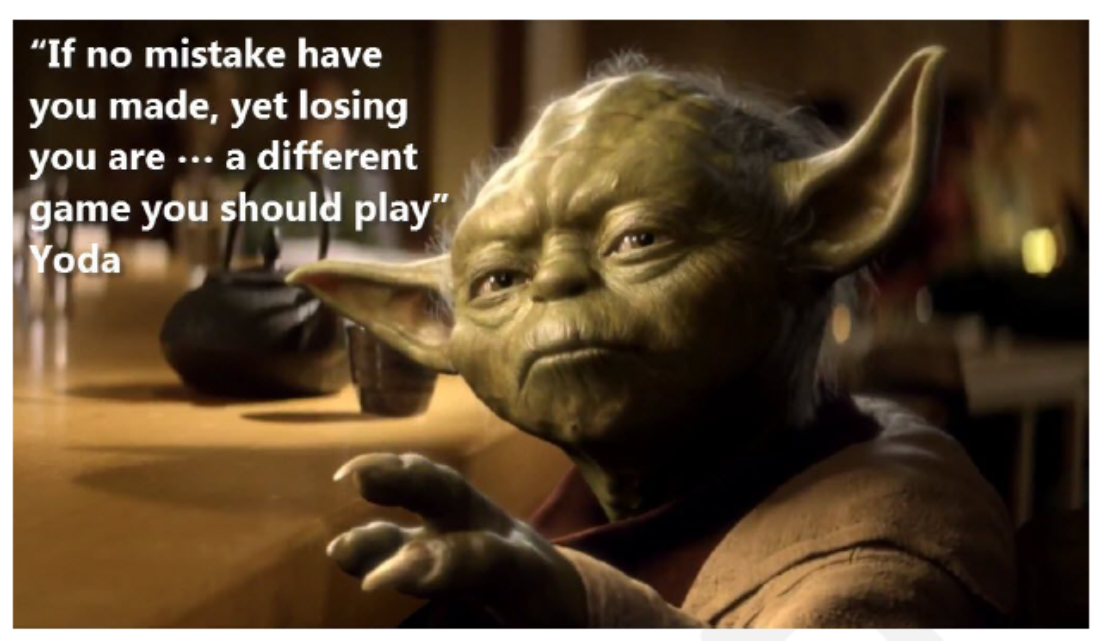 “If no mistake have
you made, yet losing
you are ··· a different
game you should play”
Yoda